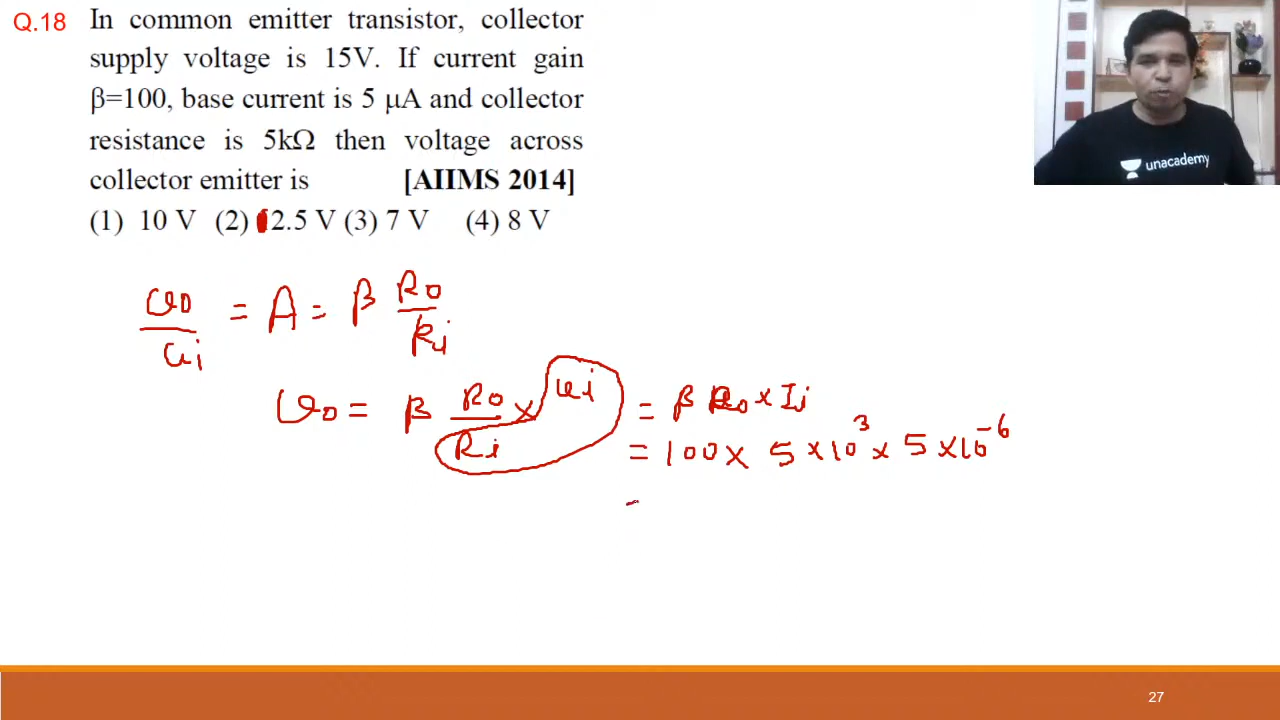 Q.18 In common emitter transistor, collector
supply voltage is 15V. If current gain
β=100, base current is 5 μA and collector
resistance is 5kΩ then voltage across
collector emitter is [AIIMS 2014]
(1) 10 V (2) 2.5 V (3) 7 V (4) 8 V
unacademy
v0/vi = A = β R0/Ri
v0 = β R0/Ri × vi = β R0 × Ii
= 100 × 5 × 10³ × 5 × 10⁻⁶
=
27